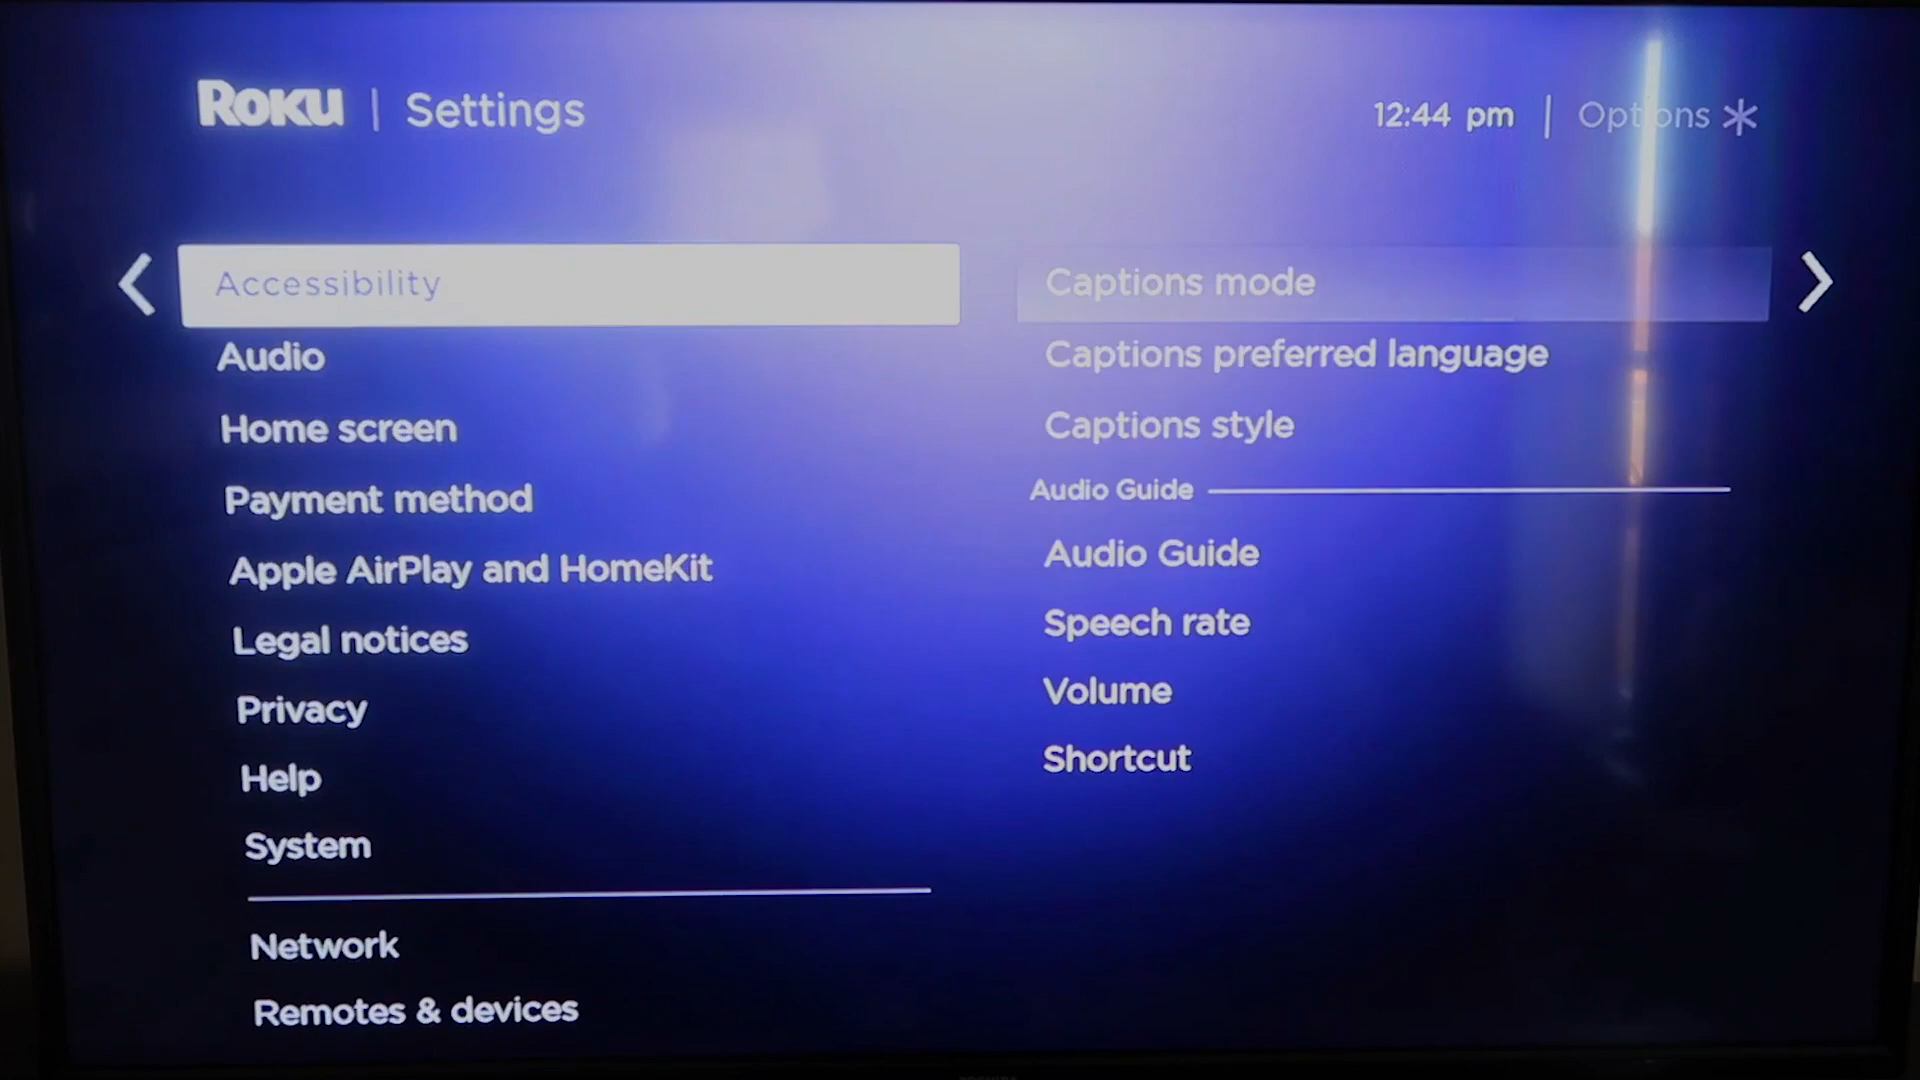 Roku | Settings
12:44 pm | Options *
Accessibility
Audio
Home screen
Payment method
Apple AirPlay and HomeKit
Legal notices
Privacy
Help
System
Network
Remotes & devices
Captions mode
Captions preferred language
Captions style
Audio Guide
Audio Guide
Speech rate
Volume
Shortcut